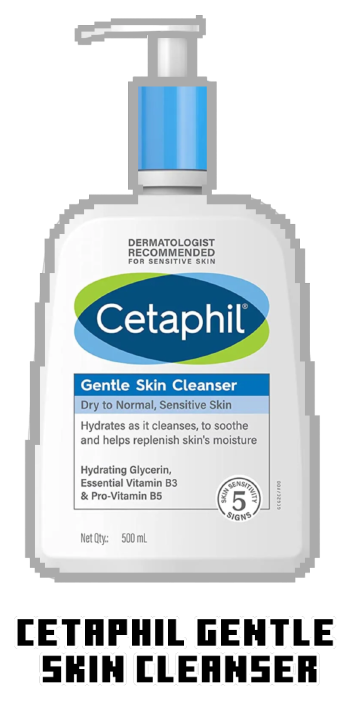 DERMATOLOGIST
RECOMMENDED
FOR SENSITIVE SKIN
Cetaphil®
Gentle Skin Cleanser
Dry to Normal, Sensitive Skin
Hydrates as it cleanses, to soothe
and helps replenish skin's moisture
Hydrating Glycerin,
Essential Vitamin B3
& Pro-Vitamin B5
SKIN SENSITIVITY
5
SIGNS
Net Qty.: 500 mL
CETAPHIL GENTLE
SKIN CLEANSER